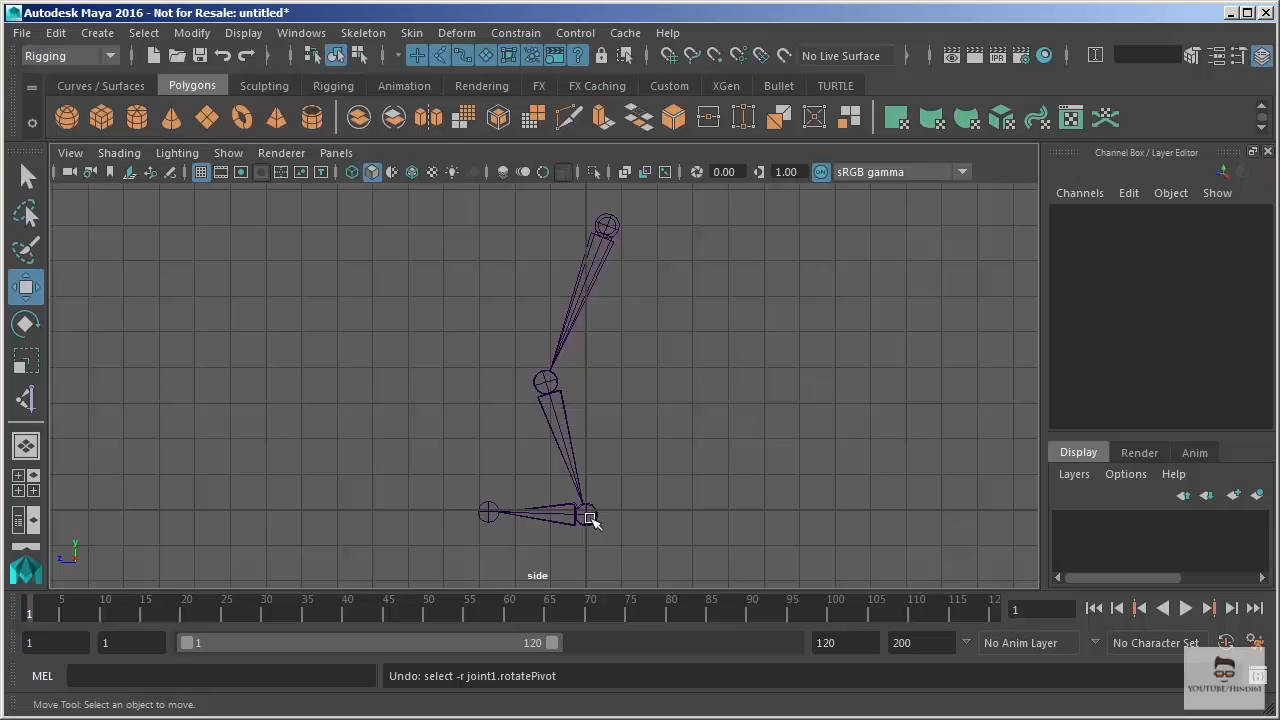 Autodesk Maya 2016 - Not for Resale: untitled*
File Edit Create Select Modify Display Windows Skeleton Skin Deform Constrain Control Cache Help
Rigging
No Live Surface
Curves / Surfaces Polygons Sculpting Rigging Animation Rendering FX FX Caching Custom XGen Bullet TURTLE
View Shading Lighting Show Renderer Panels
0.00 1.00 ON sRGB gamma
Channel Box / Layer Editor
Channels Edit Object Show
Display Render Anim
Layers Options Help
y
z
side
5 10 15 20 25 30 35 40 45 50 55 60 65 70 75 80 85 90 95 100 105 110 115 12
1
1
1 1 1 120 120 200 No Anim Layer No Character Set
MEL Undo: select -r joint1.rotatePivot
YOUTUBE/HINDI61
Move Tool: Select an object to move.